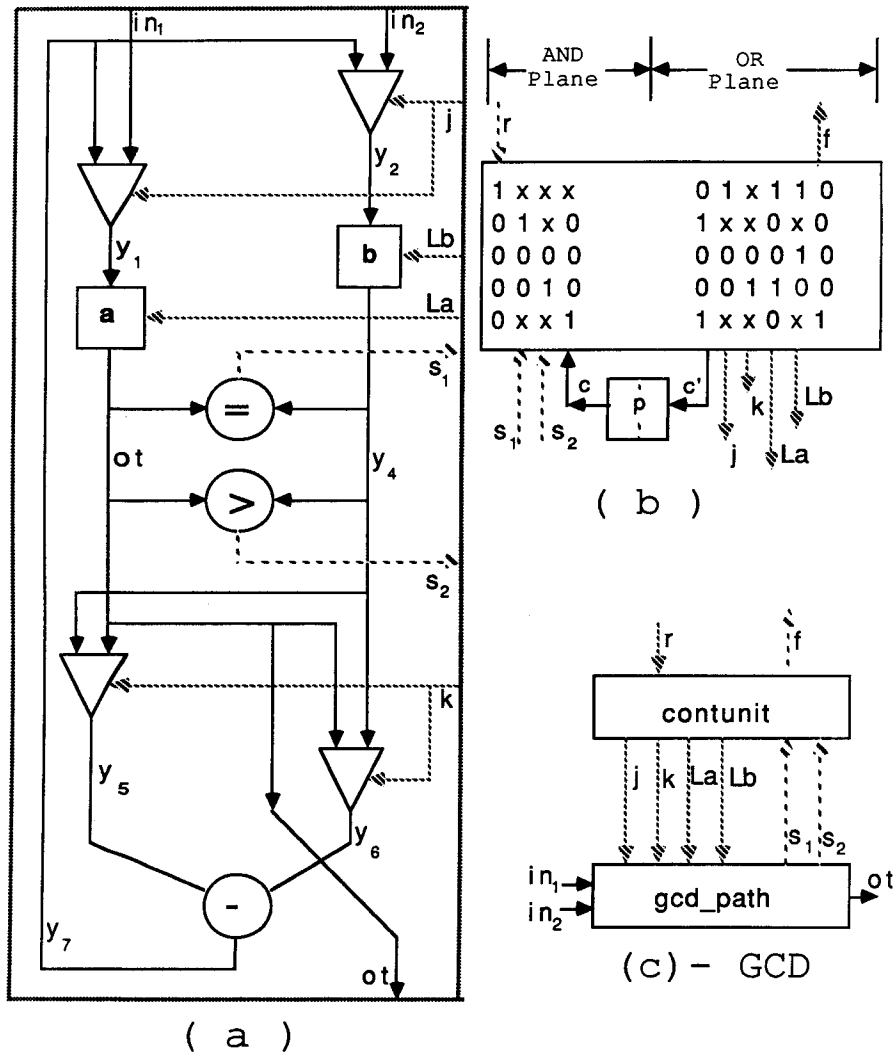 in1
in2
j
y2
y1
Lb
b
La
a
s1
=
ot
y4
>
s2
k
y5
y6
-
y7
ot
( a )
AND Plane
OR Plane
r
f
1 x x x 0 1 x 1 1 0
0 1 x 0 1 x x 0 x 0
0 0 0 0 0 0 0 0 1 0
0 0 1 0 0 0 1 1 0 0
0 x x 1 1 x x 0 x 1
s1
s2
c
p
c'
j
k
La
Lb
( b )
r
f
contunit
j
k
La
Lb
s1
s2
in1
in2
gcd_path
ot
(c)- GCD